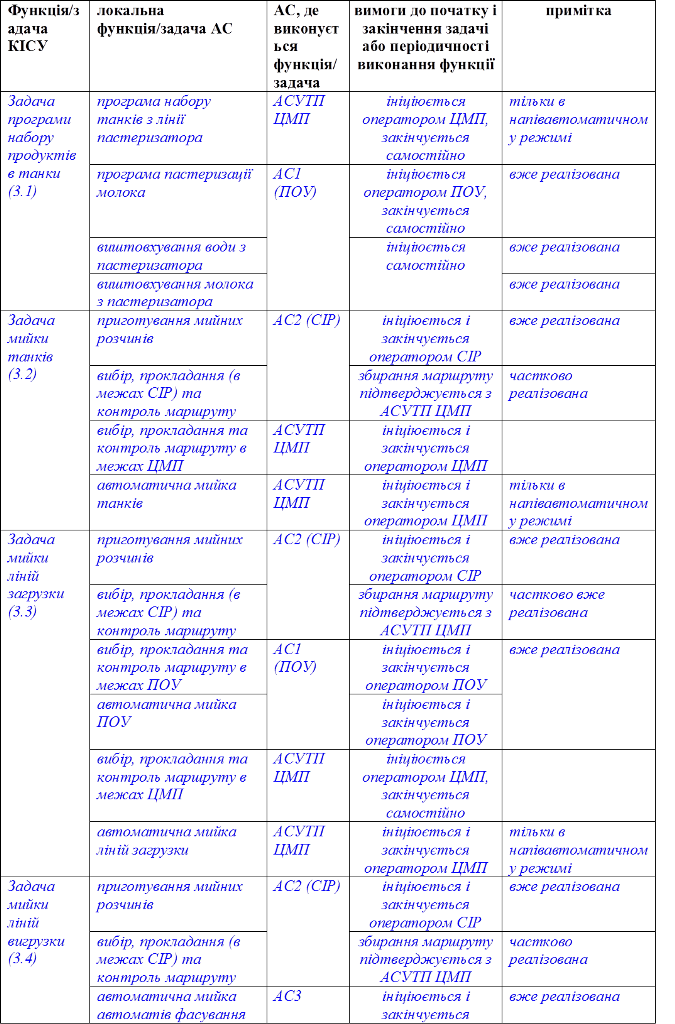 Функція/з
адача
КІСУ
локальна
функція/задача АС
АС, де
виконуєт
ься
функція/
задача
вимоги до початку і
закінчення задачі
або періодичності
виконання функції
примітка
Задача
програми
набору
продуктів
в танки
(3.1)
програма набору
танків з лінії
пастеризатора
АСУТП
ЦМП
ініціюється
оператором ЦМП,
закінчується
самостійно
тільки в
напівавтоматичном
у режимі
програма пастеризації
молока
АС1
(ПОУ)
ініціюється
оператором ПОУ,
закінчується
самостійно
вже реалізована
виштовхування води з
пастеризатора
ініціюється
самостійно
вже реалізована
виштовхування молока
з пастеризатора
вже реалізована
Задача
мийки
танків
(3.2)
приготування мийних
розчинів
АС2 (СІР)
ініціюється і
закінчується
оператором СІР
вже реалізована
вибір, прокладання (в
межах СІР) та
контроль маршруту
збирання маршруту
підтверджується з
АСУТП ЦМП
частково
реалізована
вибір, прокладання та
контроль маршруту в
межах ЦМП
АСУТП
ЦМП
ініціюється і
закінчується
оператором ЦМП
автоматична мийка
танків
АСУТП
ЦМП
ініціюється і
закінчується
оператором ЦМП
тільки в
напівавтоматичном
у режимі
Задача
мийки
ліній
загрузки
(3.3)
приготування мийних
розчинів
АС2 (СІР)
ініціюється і
закінчується
оператором СІР
вже реалізована
вибір, прокладання (в
межах СІР) та
контроль маршруту
збирання маршруту
підтверджується з
АСУТП ЦМП
частково вже
реалізована
вибір, прокладання та
контроль маршруту в
межах ПОУ
АС1
(ПОУ)
ініціюється і
закінчується
оператором ПОУ
вже реалізована
автоматична мийка
ПОУ
ініціюється і
закінчується
оператором ПОУ
вибір, прокладання та
контроль маршруту в
межах ЦМП
АСУТП
ЦМП
ініціюється
оператором ЦМП,
закінчується
самостійно
автоматична мийка
ліній загрузки
АСУТП
ЦМП
ініціюється і
закінчується
оператором ЦМП
тільки в
напівавтоматичном
у режимі
Задача
мийки
ліній
вигрузки
(3.4)
приготування мийних
розчинів
АС2 (СІР)
ініціюється і
закінчується
оператором СІР
вже реалізована
вибір, прокладання (в
межах СІР) та
контроль маршруту
збирання маршруту
підтверджується з
АСУТП ЦМП
частково
реалізована
автоматична мийка
автоматів фасування
АС3
ініціюється і
закінчується
вже реалізована